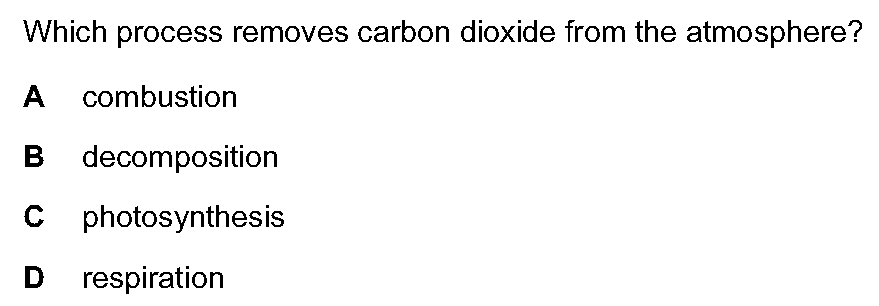 Which process removes carbon dioxide from the atmosphere?
A combustion
B decomposition
C photosynthesis
D respiration